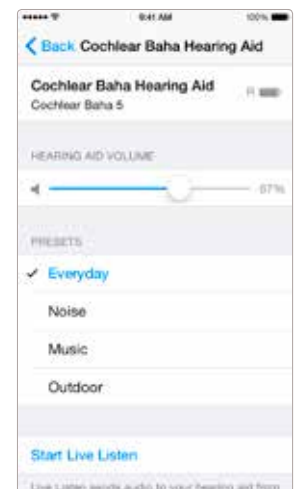 9:41 AM 100%
Back Cochlear Baha Hearing Aid
Cochlear Baha Hearing Aid R
Cochlear Baha 5
HEARING AID VOLUME
67%
PRESETS
Everyday
Noise
Music
Outdoor
Start Live Listen
Live Listen sends audio to your hearing aid from